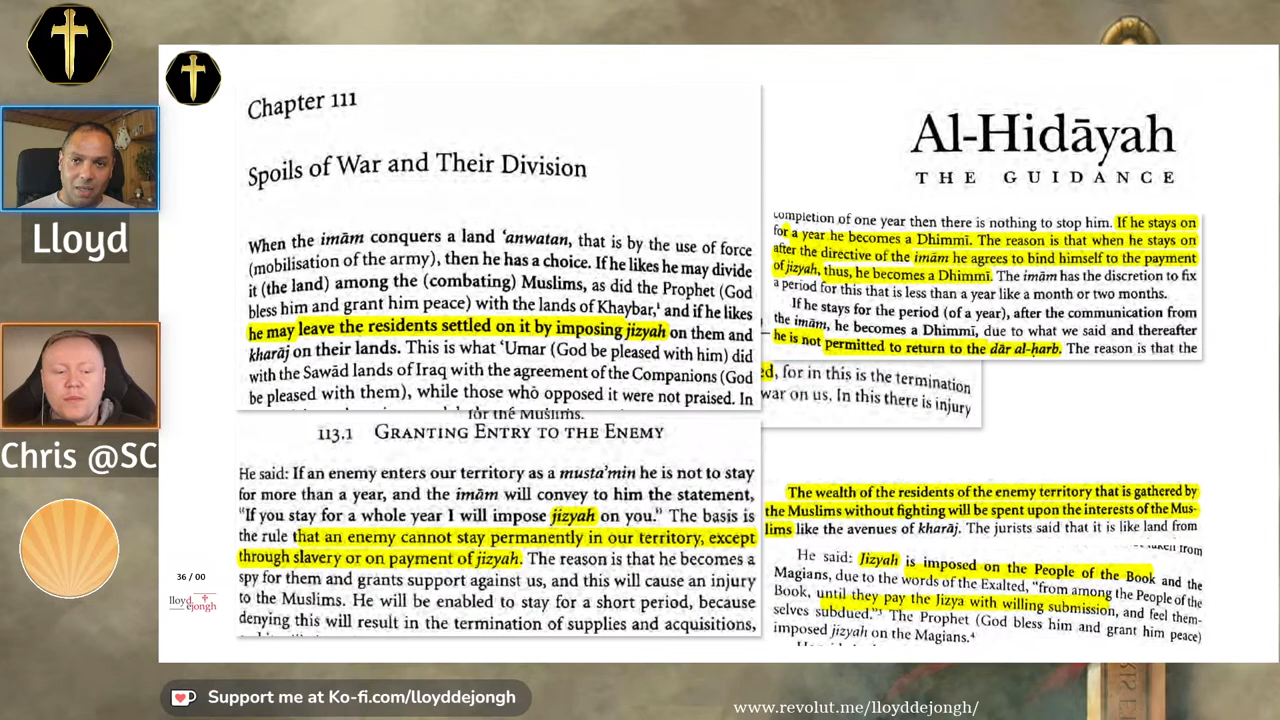 Lloyd
Chris @SC
36 / 00
lloyd
dejongh
Chapter 111
Spoils of War and Their Division
When the imām conquers a land ‘anwatan, that is by the use of force
(mobilisation of the army), then he has a choice. If he likes he may divide
it (the land) among the (combating) Muslims, as did the Prophet (God
bless him and grant him peace) with the lands of Khaybar,¹ and if he likes
he may leave the residents settled on it by imposing jizyah on them and
kharāj on their lands. This is what ‘Umar (God be pleased with him) did
with the Sawād lands of Iraq with the agreement of the Companions (God
be pleased with them), while those who opposed it were not praised. In
for the Muslims.
113.1 GRANTING ENTRY TO THE ENEMY
He said: If an enemy enters our territory as a musta’min he is not to stay
for more than a year, and the imām will convey to him the statement,
“If you stay for a whole year I will impose jizyah on you.” The basis is
the rule that an enemy cannot stay permanently in our territory, except
through slavery or on payment of jizyah. The reason is that he becomes a
spy for them and grants support against us, and this will cause an injury
to the Muslims. He will be enabled to stay for a short period, because
denying this will result in the termination of supplies and acquisitions,
Al-Hidāyah
THE GUIDANCE
completion of one year then there is nothing to stop him. If he stays on
for a year he becomes a Dhimmī. The reason is that when he stays on
after the directive of the imām he agrees to bind himself to the payment
of jizyah, thus, he becomes a Dhimmī. The imām has the discretion to fix
a period for this that is less than a year like a month or two months.
If he stays for the period (of a year), after the communication from
the imām, he becomes a Dhimmī, due to what we said and thereafter
he is not permitted to return to the dār al-ḥarb. The reason is that the
ed, for in this is the termination
war on us. In this there is injury
The wealth of the residents of the enemy territory that is gathered by
the Muslims without fighting will be spent upon the interests of the Mus-
lims like the avenues of kharāj. The jurists said that it is like land from
taken from
He said: Jizyah is imposed on the People of the Book and the
Magians, due to the words of the Exalted, “from among the People of the
Book, until they pay the Jizya with willing submission, and feel them-
selves subdued.”³ The Prophet (God bless him and grant him peace)
imposed jizyah on the Magians.⁴
Support me at Ko-fi.com/lloyddejongh
www.revolut.me/lloyddejongh/